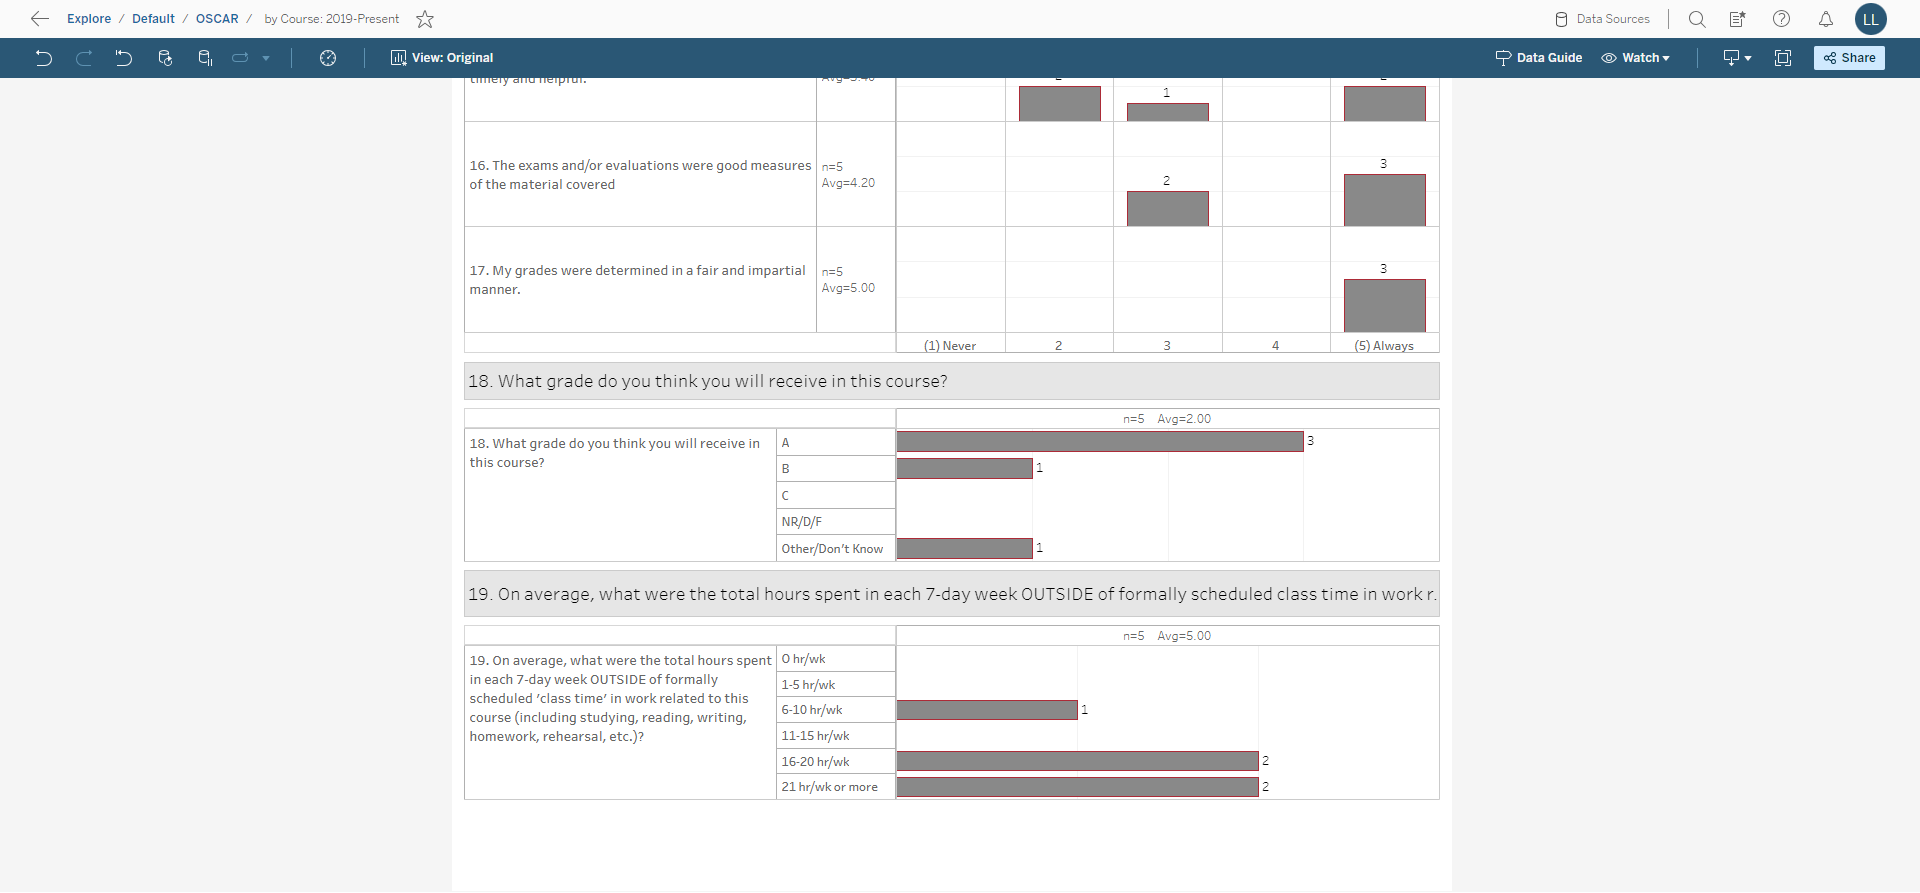 Explore / Default / OSCAR / by Course: 2019-Present
Data Sources
LL
View: Original
Data Guide
Watch
Share
timely and helpful.
Avg=3.40
2
1
2
16. The exams and/or evaluations were good measures
of the material covered
n=5
Avg=4.20
2
3
17. My grades were determined in a fair and impartial
manner.
n=5
Avg=5.00
3
(1) Never
2
3
4
(5) Always
18. What grade do you think you will receive in this course?
n=5 Avg=2.00
18. What grade do you think you will receive in
this course?
A
3
B
1
C
NR/D/F
Other/Don't Know
1
19. On average, what were the total hours spent in each 7-day week OUTSIDE of formally scheduled class time in work r.
n=5 Avg=5.00
19. On average, what were the total hours spent
in each 7-day week OUTSIDE of formally
scheduled 'class time' in work related to this
course (including studying, reading, writing,
homework, rehearsal, etc.)?
0 hr/wk
1-5 hr/wk
6-10 hr/wk
1
11-15 hr/wk
16-20 hr/wk
2
21 hr/wk or more
2